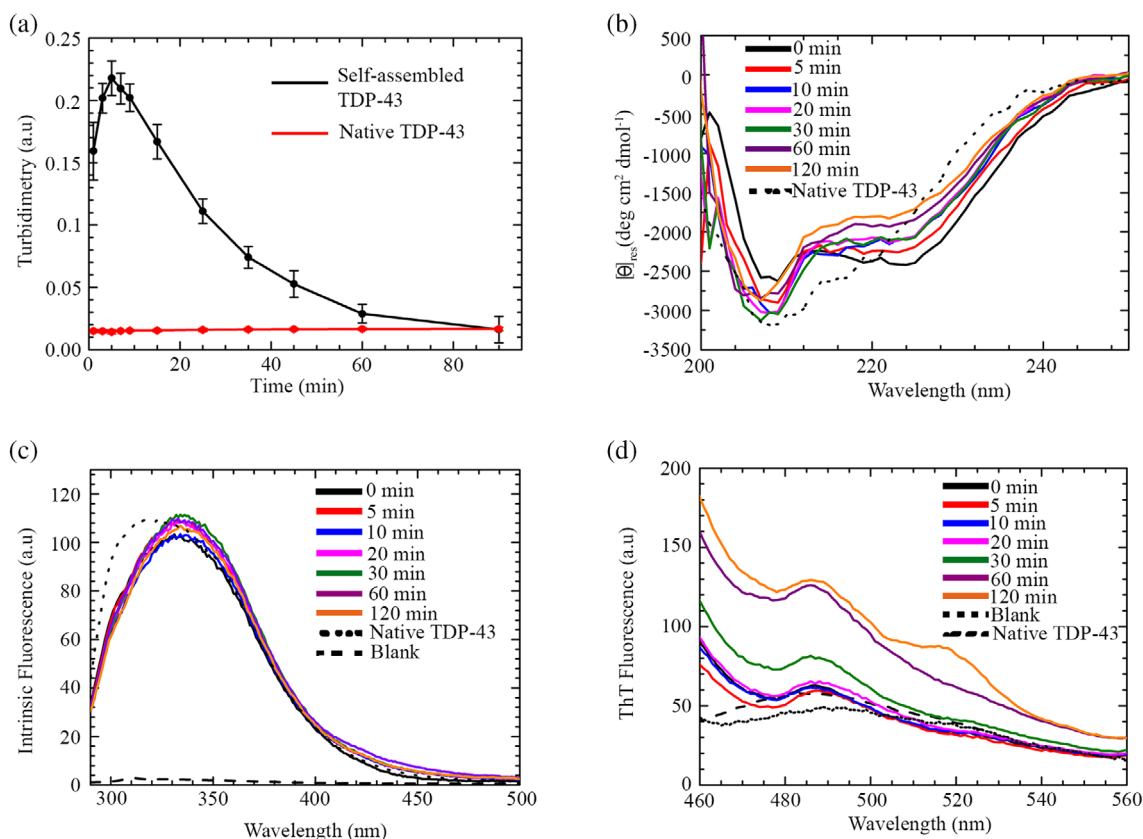 (a)
0.25
0.2
0.15
0.1
0.05
0.00
0
20
40
60
80
Turbidimetry (a.u)
Time (min)
Self-assembled
TDP-43
Native TDP-43
(b)
0
-500
-1000
-1500
-2000
-2500
-3000
-3500
200
220
240
[Θ]res(deg cm² dmol-¹)
Wavelength (nm)
0 min
5 min
10 min
20 min
30 min
60 min
120 min
Native TDP-43
(c)
120
100
80
60
40
20
0
300
350
400
450
500
Intrinsic Fluorescence (a.u)
Wavelength (nm)
0 min
5 min
10 min
20 min
30 min
60 min
120 min
Native TDP-43
Blank
(d)
200
150
100
50
0
460
480
500
520
540
560
ThT Fluorescence (a.u)
Wavelength (nm)
0 min
5 min
10 min
20 min
30 min
60 min
120 min
Blank
Native TDP-43